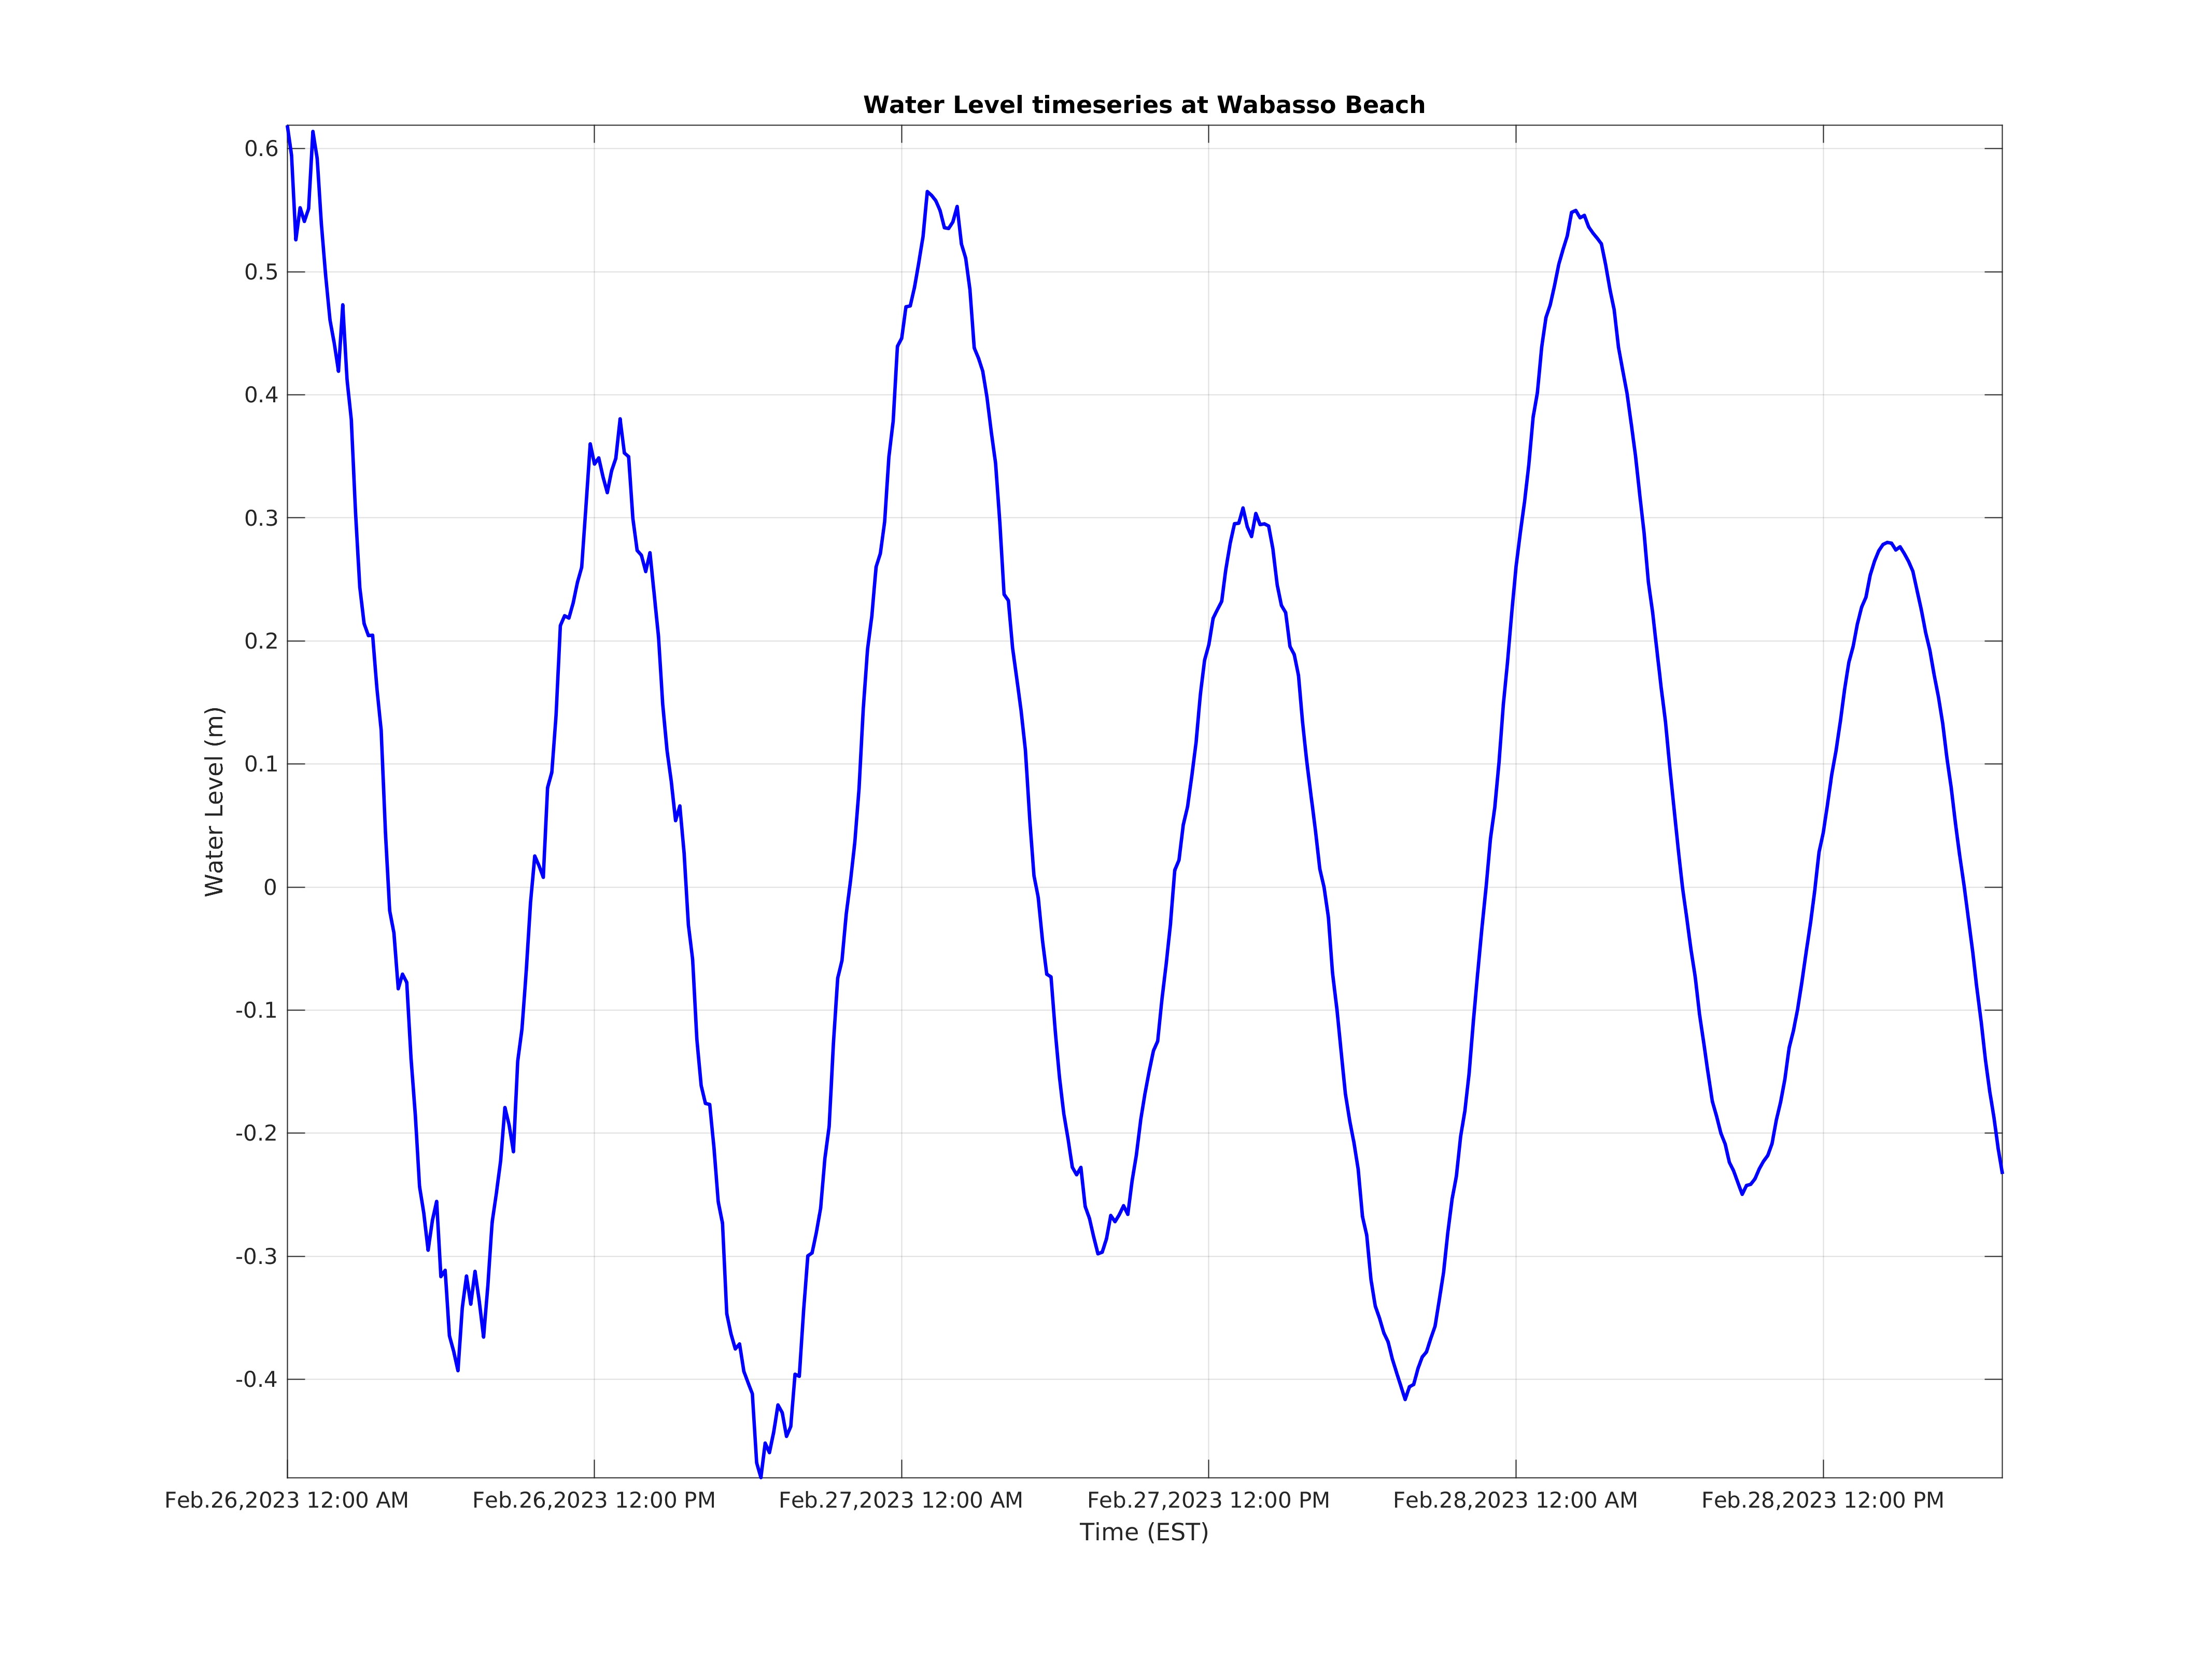 Water Level timeseries at Wabasso Beach
0.6
0.5
0.4
0.3
0.2
0.1
0
-0.1
-0.2
-0.3
-0.4
Water Level (m)
Feb.26,2023 12:00 AM Feb.26,2023 12:00 PM Feb.27,2023 12:00 AM Feb.27,2023 12:00 PM Feb.28,2023 12:00 AM Feb.28,2023 12:00 PM
Time (EST)